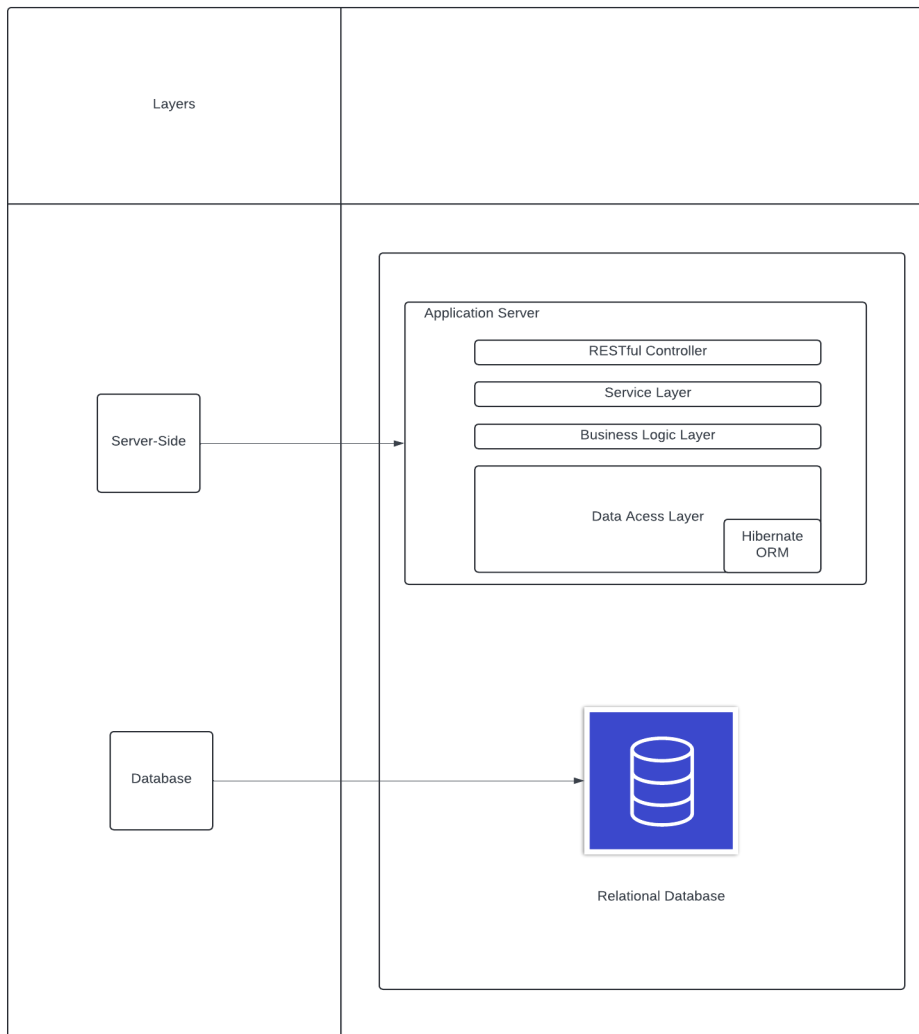 Layers
Application Server
RESTful Controller
Service Layer
Server-Side
Business Logic Layer
Data Acess Layer
Hibernate
ORM
Database
Relational Database